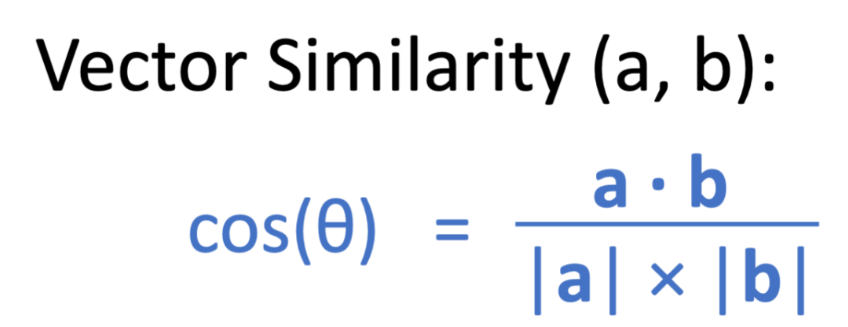 Vector Similarity (a, b):
a · b
cos(θ) =
|a| × |b|